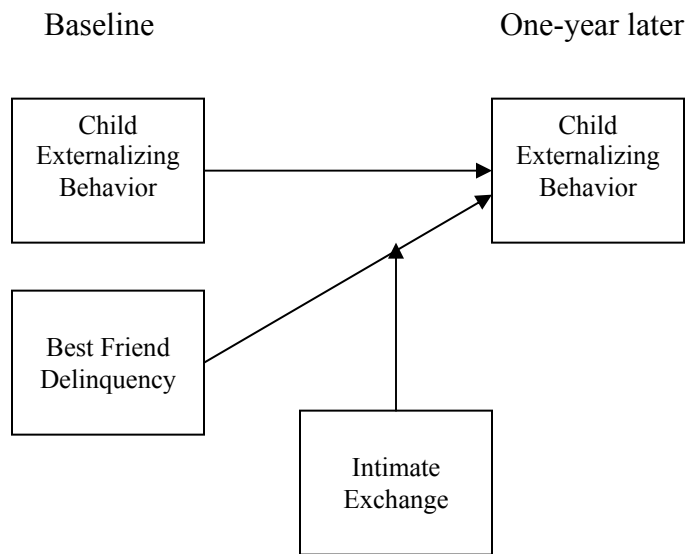 Baseline
One-year later
Child
Externalizing
Behavior
Child
Externalizing
Behavior
Best Friend
Delinquency
Intimate
Exchange